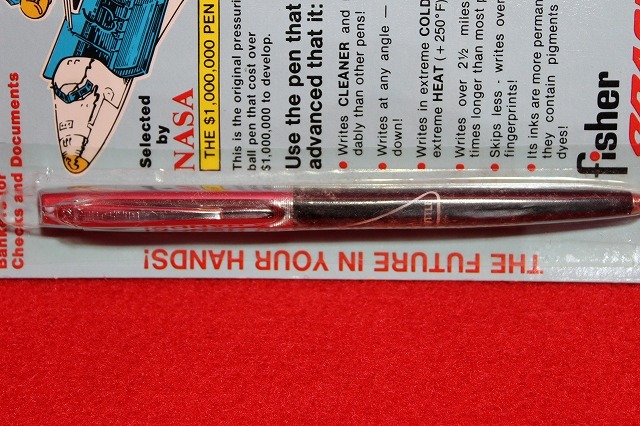 Checks and Documents
Selected
by
NASA
THE $1,000,000 PEN
This is the original pressuri
ball pen that cost over
$1,000,000 to develop.
Use the pen that
advanced that it:
• Writes CLEANER and
dably than other pens!
• Writes at any angle —
down!
• Writes in extreme COLD
extreme HEAT (+250°F)
• Writes over 2½ miles
times longer than most p
• Skips less - writes over
fingerprints!
• Its inks are more perman
they contain pigments
dyes!
fisher
THE FUTURE IN YOUR HANDS!